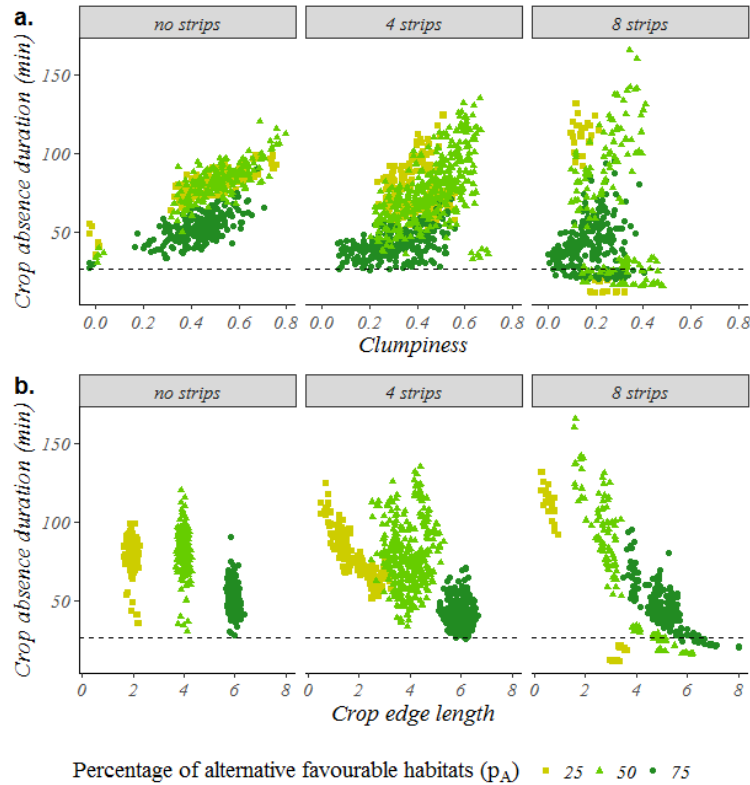 a.
no strips 4 strips 8 strips
Crop absence duration (min)
150
100
50
0.0 0.2 0.4 0.6 0.8 0.0 0.2 0.4 0.6 0.8 0.0 0.2 0.4 0.6 0.8
Clumpiness
b.
no strips 4 strips 8 strips
Crop absence duration (min)
150
100
50
0 2 4 6 8 0 2 4 6 8 0 2 4 6 8
Crop edge length
Percentage of alternative favourable habitats (pA) 25 50 75